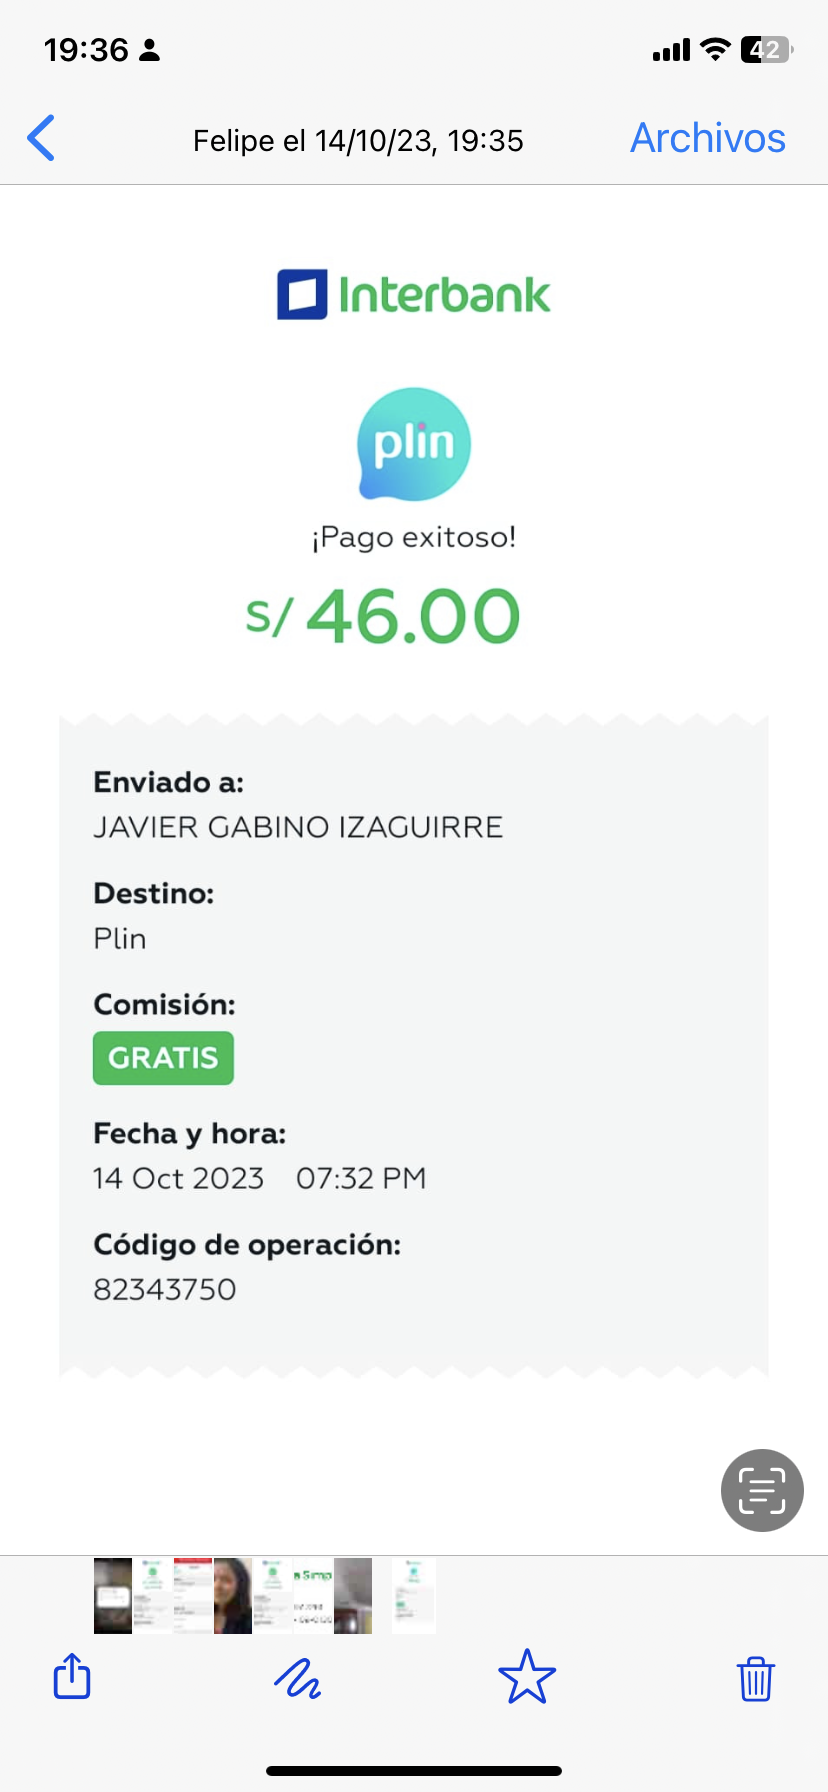 19:36
42
Felipe el 14/10/23, 19:35
Archivos
Interbank
plin
¡Pago exitoso!
S/ 46.00
Enviado a:
JAVIER GABINO IZAGUIRRE
Destino:
Plin
Comisión:
GRATIS
Fecha y hora:
14 Oct 2023 07:32 PM
Código de operación:
82343750